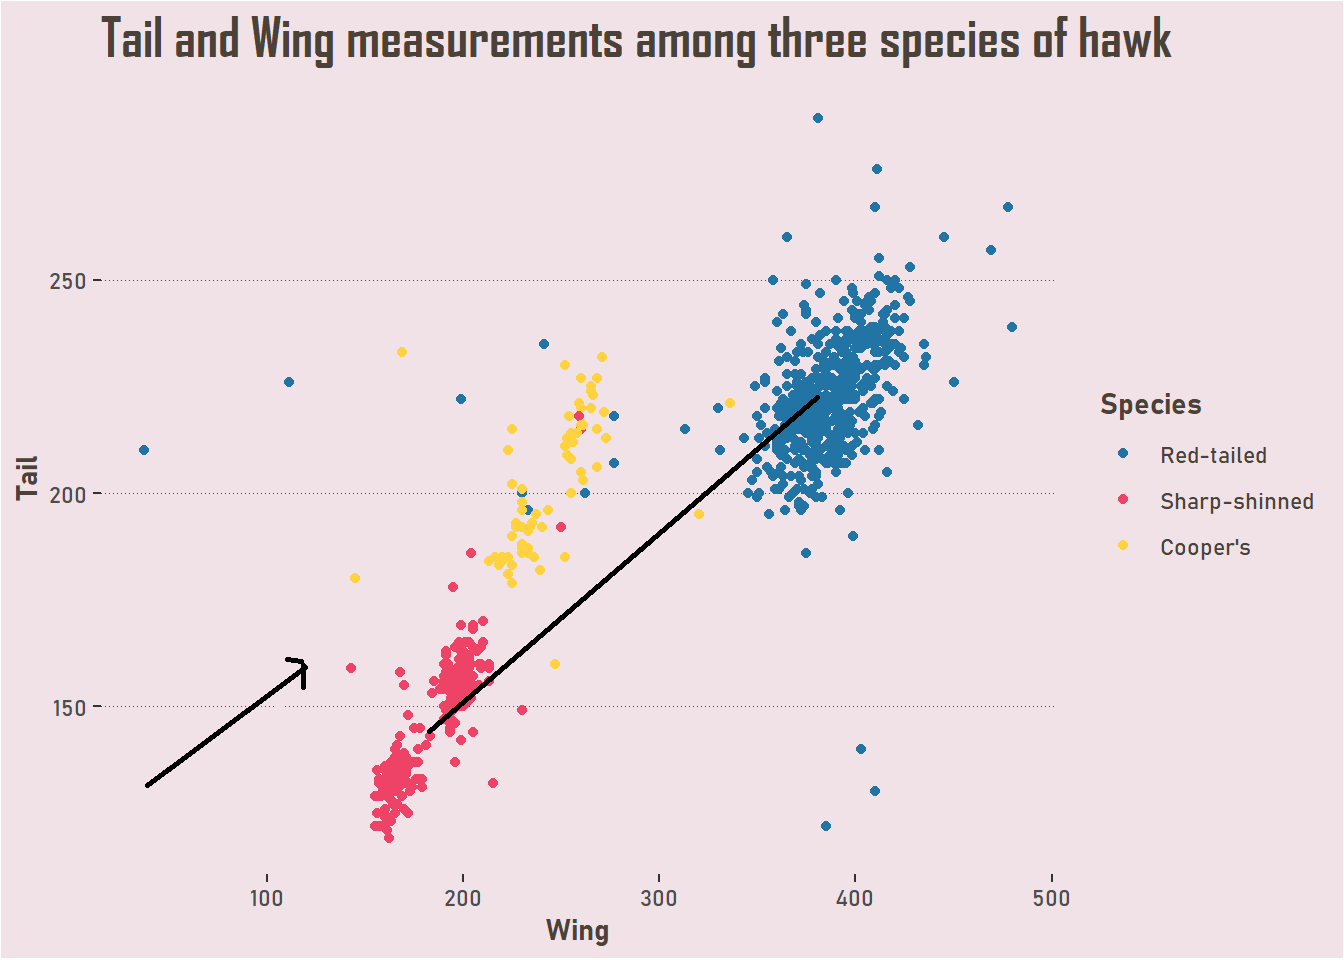 Tail and Wing measurements among three species of hawk
250
200
150
Tail
100 200 300 400 500
Wing
Species
Red-tailed
Sharp-shinned
Cooper's